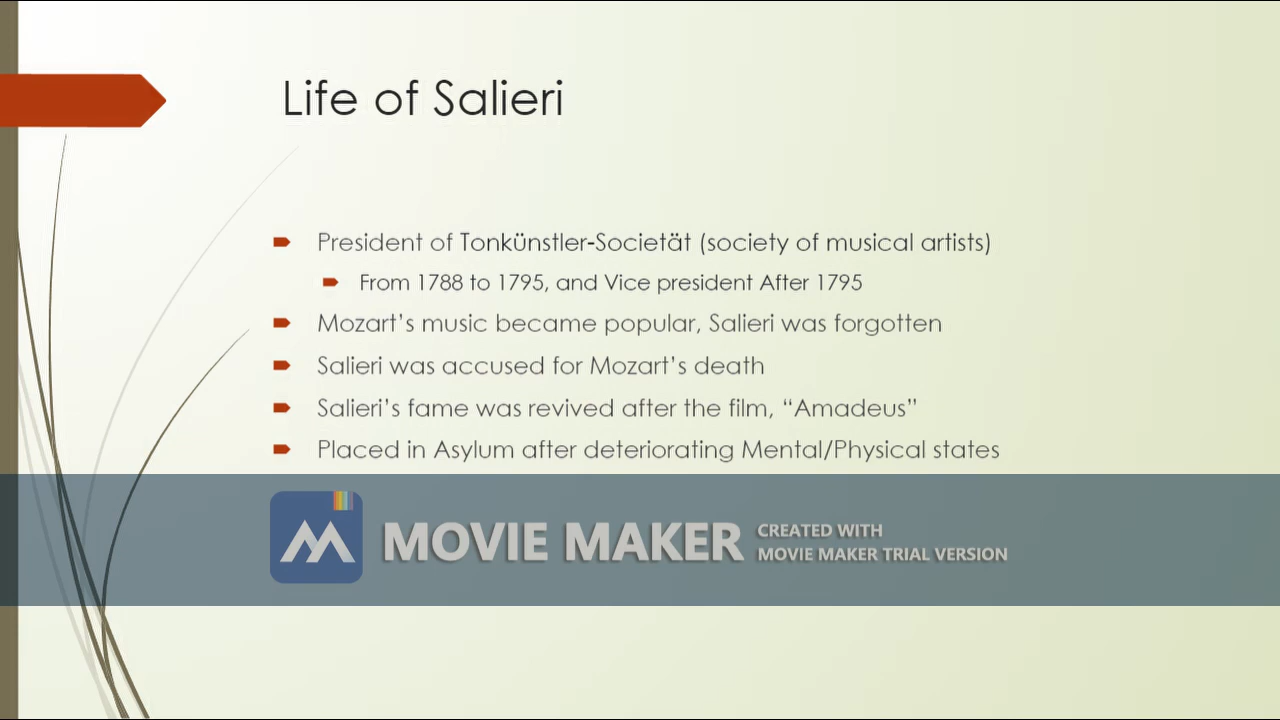 Life of Salieri
President of Tonkünstler-Societät (society of musical artists)
From 1788 to 1795, and Vice president After 1795
Mozart’s music became popular, Salieri was forgotten
Salieri was accused for Mozart’s death
Salieri’s fame was revived after the film, “Amadeus”
Placed in Asylum after deteriorating Mental/Physical states
MOVIE MAKER
CREATED WITH
MOVIE MAKER TRIAL VERSION